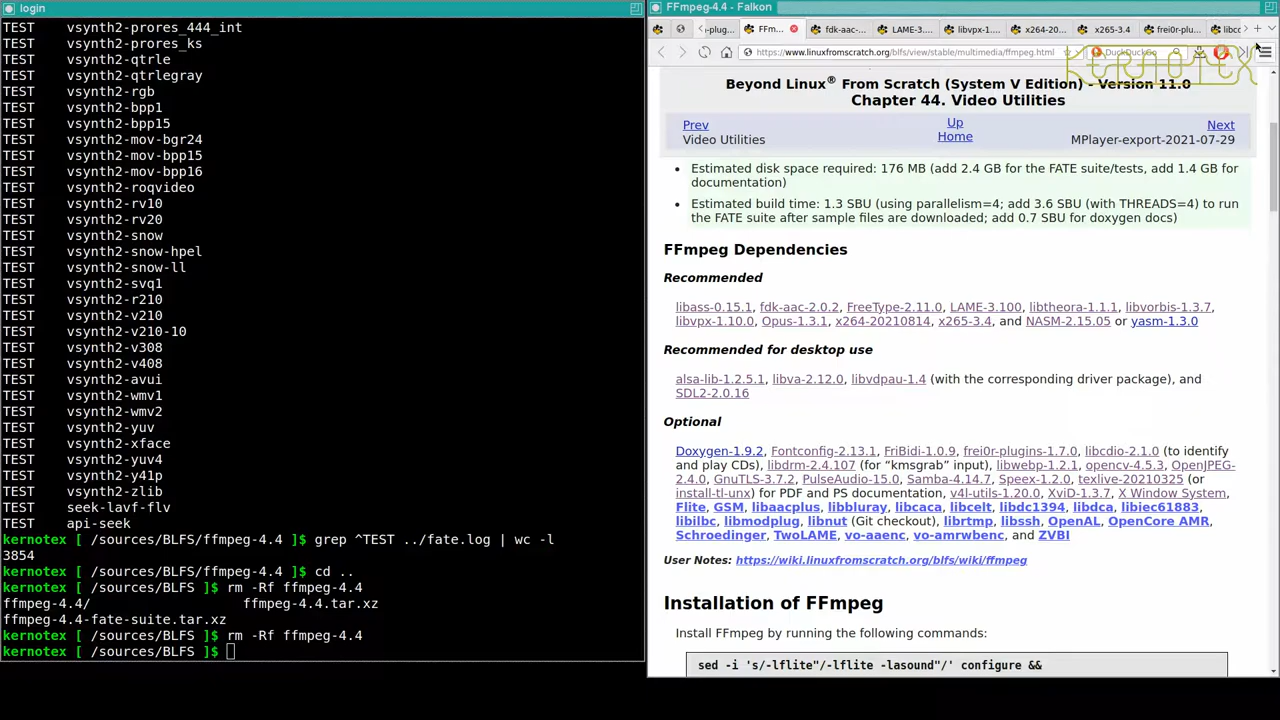 login
TEST    vsynth2-prores_444_int
TEST    vsynth2-prores_ks
TEST    vsynth2-qtrle
TEST    vsynth2-qtrlegray
TEST    vsynth2-rgb
TEST    vsynth2-bpp1
TEST    vsynth2-bpp15
TEST    vsynth2-mov-bgr24
TEST    vsynth2-mov-bpp15
TEST    vsynth2-mov-bpp16
TEST    vsynth2-roqvideo
TEST    vsynth2-rv10
TEST    vsynth2-rv20
TEST    vsynth2-snow
TEST    vsynth2-snow-hpel
TEST    vsynth2-snow-ll
TEST    vsynth2-svq1
TEST    vsynth2-r210
TEST    vsynth2-v210
TEST    vsynth2-v210-10
TEST    vsynth2-v308
TEST    vsynth2-v408
TEST    vsynth2-avui
TEST    vsynth2-wmv1
TEST    vsynth2-wmv2
TEST    vsynth2-yuv
TEST    vsynth2-xface
TEST    vsynth2-yuv4
TEST    vsynth2-y41p
TEST    vsynth2-zlib
TEST    seek-lavf-flv
TEST    api-seek
kernotex [ /sources/BLFS/ffmpeg-4.4 ]$ grep ^TEST ../fate.log | wc -l
3854
kernotex [ /sources/BLFS/ffmpeg-4.4 ]$ cd ..
kernotex [ /sources/BLFS ]$ rm -Rf ffmpeg-4.4
ffmpeg-4.4/                   ffmpeg-4.4.tar.xz
ffmpeg-4.4-fate-suite.tar.xz
kernotex [ /sources/BLFS ]$ rm -Rf ffmpeg-4.4
kernotex [ /sources/BLFS ]$
FFmpeg-4.4 - Falkon
-plug... FFm... fdk-aac-... LAME-3.... libvpx-1.... x264-20... x265-3.4 frei0r-plu... libcd
https://www.linuxfromscratch.org/blfs/view/stable/multimedia/ffmpeg.html DuckDuckGo
KERNOTEX
Beyond Linux® From Scratch (System V Edition) - Version 11.0
Chapter 44. Video Utilities
Prev Up Next
Video Utilities Home MPlayer-export-2021-07-29
• Estimated disk space required: 176 MB (add 2.4 GB for the FATE suite/tests, add 1.4 GB for
documentation)
• Estimated build time: 1.3 SBU (using parallelism=4; add 3.6 SBU (with THREADS=4) to run
the FATE suite after sample files are downloaded; add 0.7 SBU for doxygen docs)
FFmpeg Dependencies
Recommended
libass-0.15.1, fdk-aac-2.0.2, FreeType-2.11.0, LAME-3.100, libtheora-1.1.1, libvorbis-1.3.7,
libvpx-1.10.0, Opus-1.3.1, x264-20210814, x265-3.4, and NASM-2.15.05 or yasm-1.3.0
Recommended for desktop use
alsa-lib-1.2.5.1, libva-2.12.0, libvdpau-1.4 (with the corresponding driver package), and
SDL2-2.0.16
Optional
Doxygen-1.9.2, Fontconfig-2.13.1, FriBidi-1.0.9, frei0r-plugins-1.7.0, libcdio-2.1.0 (to identify
and play CDs), libdrm-2.4.107 (for “kmsgrab” input), libwebp-1.2.1, opencv-4.5.3, OpenJPEG-
2.4.0, GnuTLS-3.7.2, PulseAudio-15.0, Samba-4.14.7, Speex-1.2.0, texlive-20210325 (or
install-tl-unx) for PDF and PS documentation, v4l-utils-1.20.0, XviD-1.3.7, X Window System,
Flite, GSM, libaacplus, libbluray, libcaca, libcelt, libdc1394, libdca, libiec61883,
libilbc, libmodplug, libnut (Git checkout), librtmp, libssh, OpenAL, OpenCore AMR,
Schroedinger, TwoLAME, vo-aaenc, vo-amrwbenc, and ZVBI
User Notes: https://wiki.linuxfromscratch.org/blfs/wiki/ffmpeg
Installation of FFmpeg
Install FFmpeg by running the following commands:
sed -i 's/-lflite"/-lflite -lasound"/' configure &&